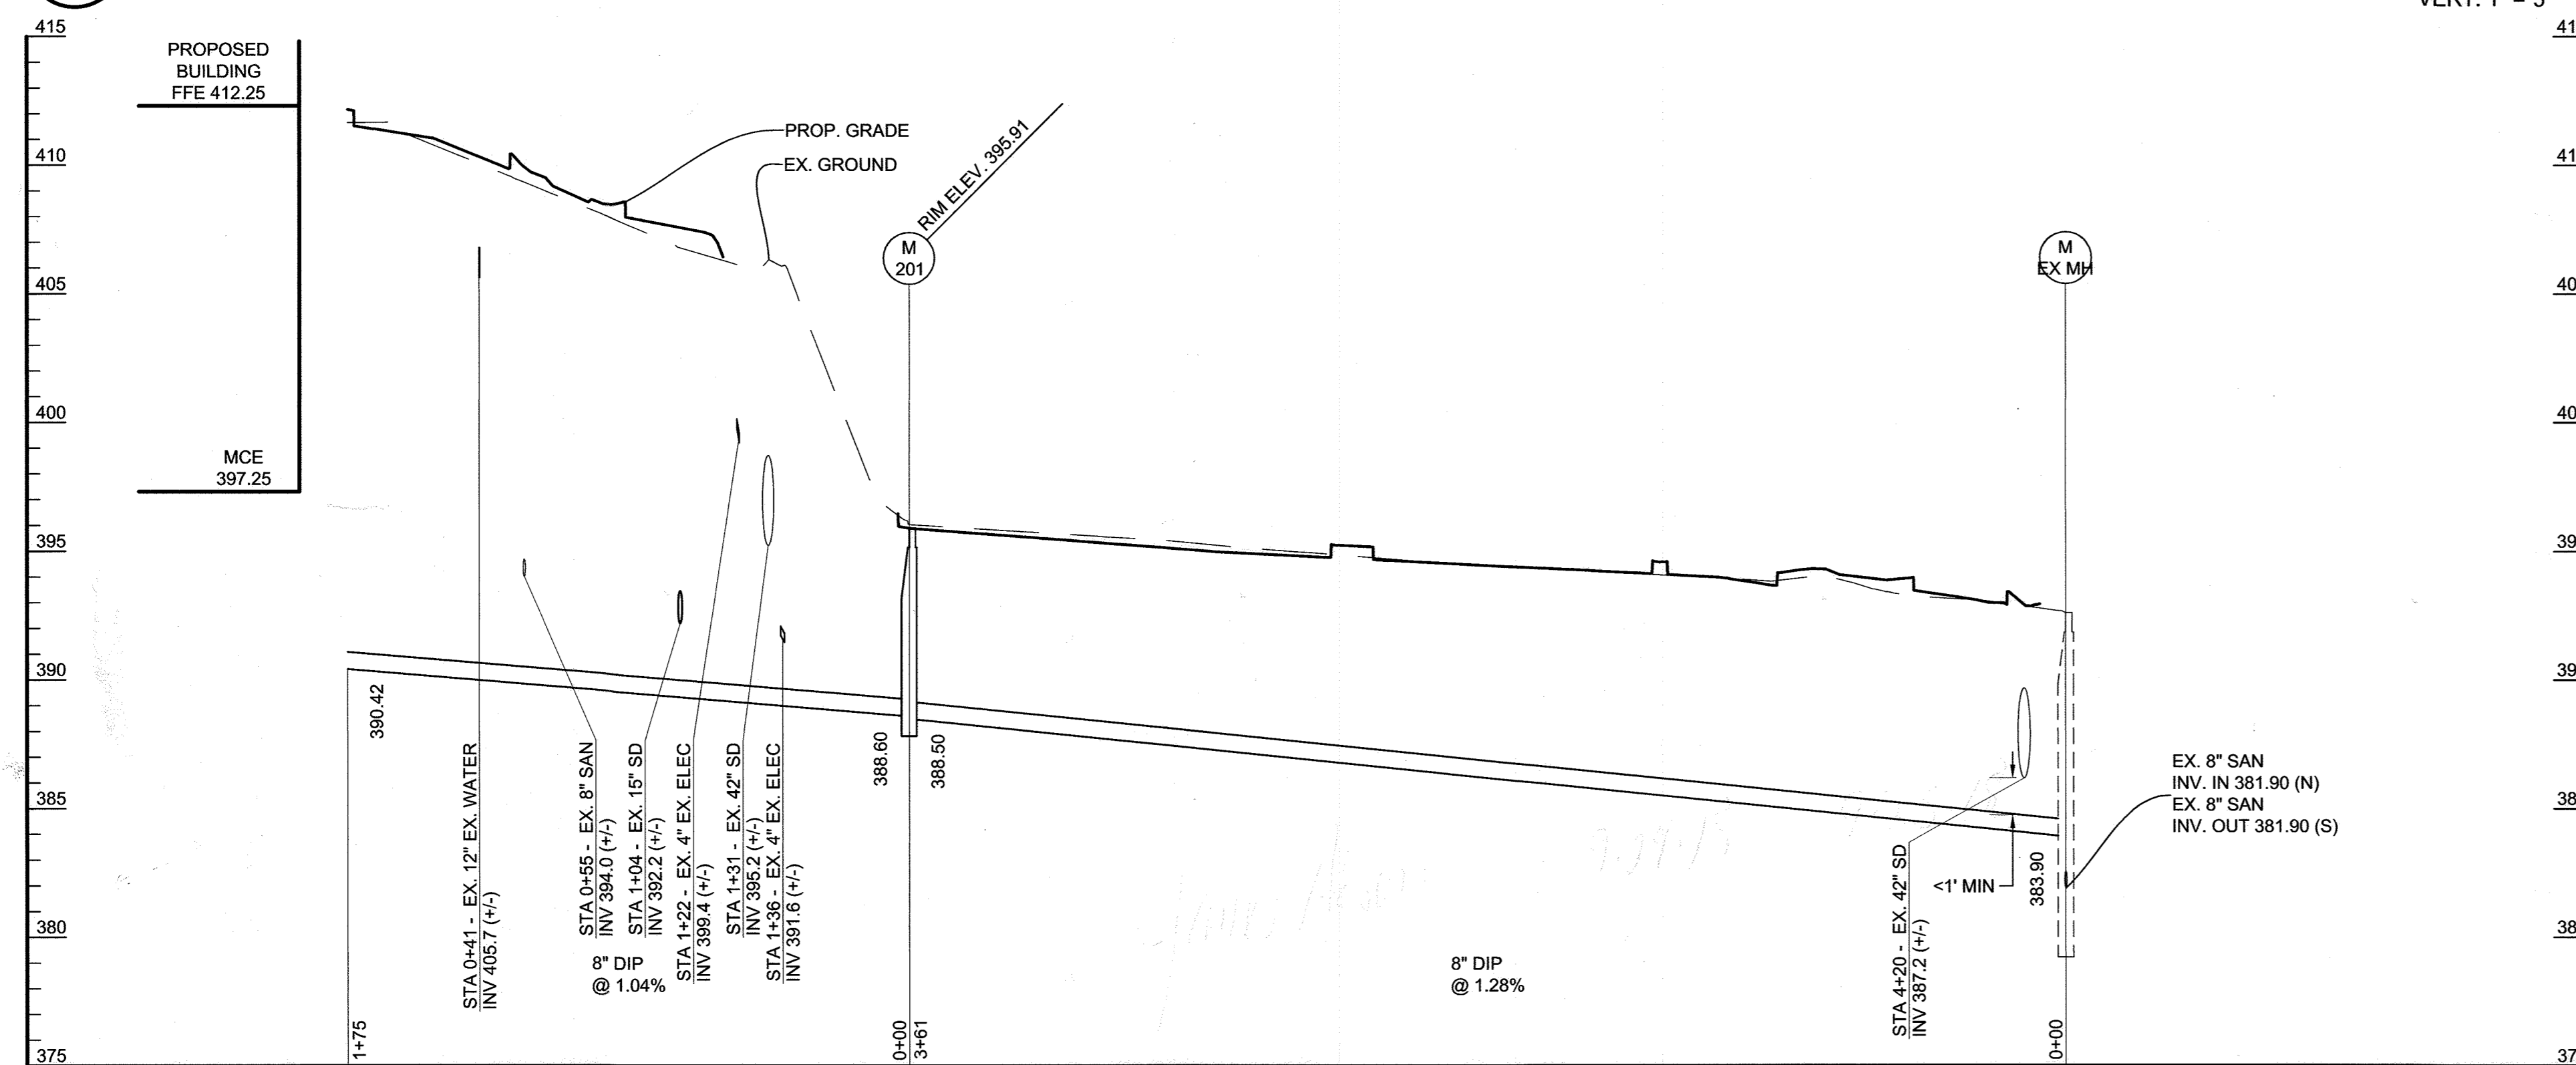 415
PROPOSED
BUILDING
FFE 412.25
410
PROP. GRADE
EX. GROUND
RIM ELEV. 395.91
M
201
M
EX MH
405
400
MCE
397.25
395
390
390.42
388.60
388.50
385
STA 0+41 - EX. 12" EX. WATER
INV 405.7 (+/-)
STA 0+55 - EX. 8" SAN
INV 394.0 (+/-)
STA 1+04 - EX. 15" SD
INV 392.2 (+/-)
STA 1+22 - EX. 4" EX. ELEC
INV 399.4 (+/-)
STA 1+31 - EX. 42" SD
INV 395.2 (+/-)
STA 1+36 - EX. 4" EX. ELEC
INV 391.6 (+/-)
8" DIP
@ 1.04%
8" DIP
@ 1.28%
STA 4+20 - EX. 42" SD
INV 387.2 (+/-)
<1' MIN
383.90
EX. 8" SAN
INV. IN 381.90 (N)
EX. 8" SAN
INV. OUT 381.90 (S)
380
375
1+75
0+00
3+61
0+00